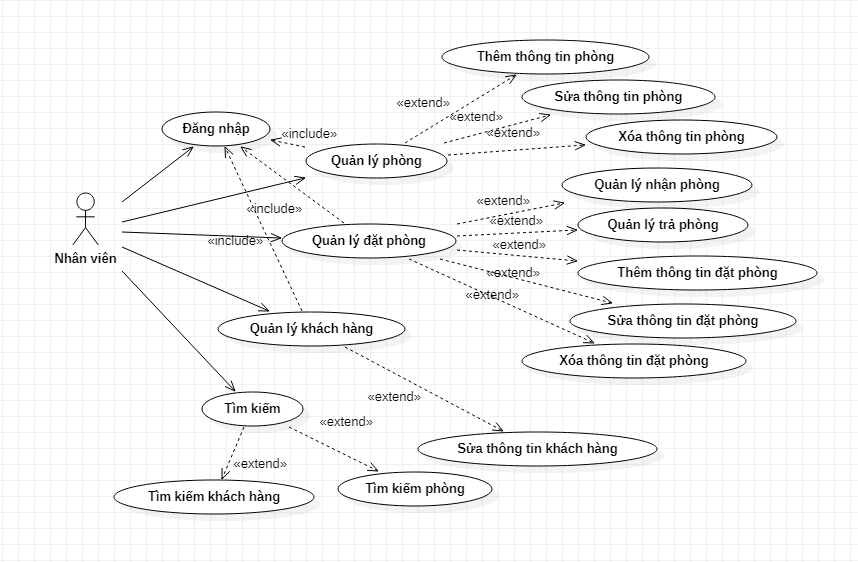 Thêm thông tin phòng
«extend»
Sửa thông tin phòng
«extend»
Đăng nhập
«include»
«extend»
Xóa thông tin phòng
Quản lý phòng
Quản lý nhận phòng
«extend»
«include»
«extend»
Quản lý trả phòng
Quản lý đặt phòng
«include»
«extend»
Nhân viên
«extend»
Thêm thông tin đặt phòng
«extend»
Sửa thông tin đặt phòng
Quản lý khách hàng
Xóa thông tin đặt phòng
«extend»
Tìm kiếm
«extend»
Sửa thông tin khách hàng
«extend»
Tìm kiếm phòng
Tìm kiếm khách hàng